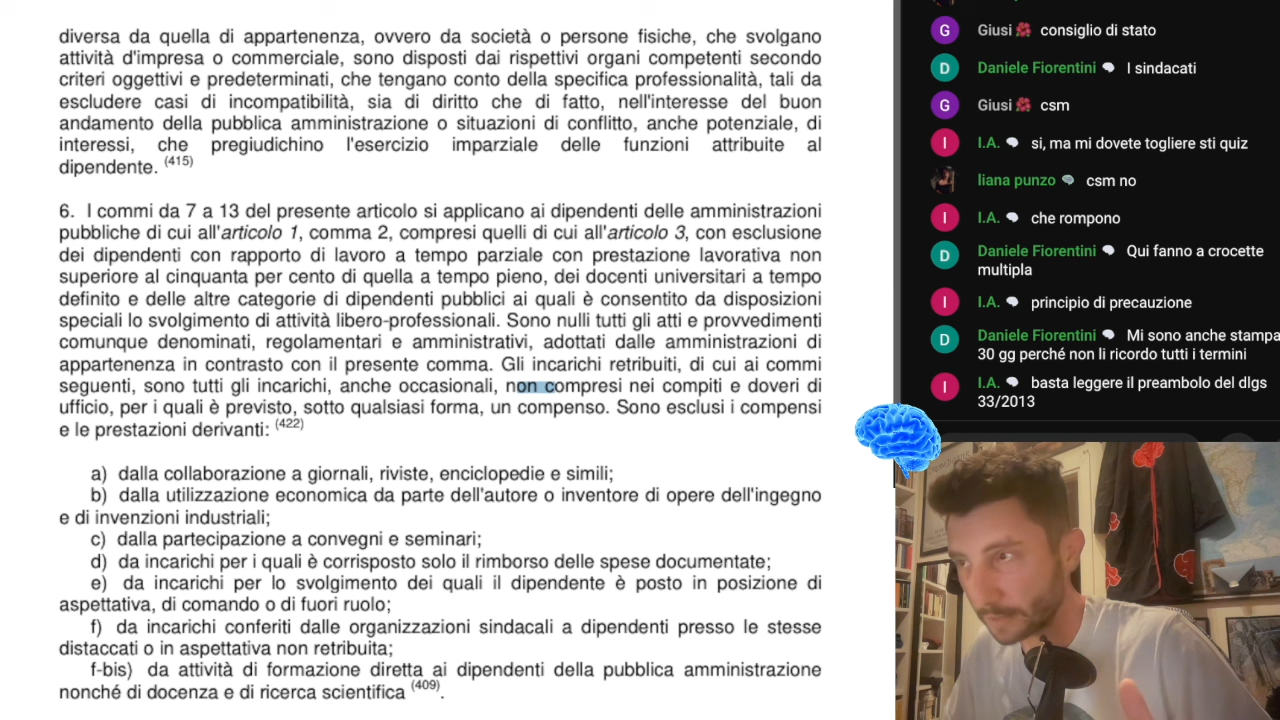 diversa da quella di appartenenza, ovvero da società o persone fisiche, che svolgano
attività d'impresa o commerciale, sono disposti dai rispettivi organi competenti secondo
criteri oggettivi e predeterminati, che tengano conto della specifica professionalità, tali da
escludere casi di incompatibilità, sia di diritto che di fatto, nell'interesse del buon
andamento della pubblica amministrazione o situazioni di conflitto, anche potenziale, di
interessi, che pregiudichino l'esercizio imparziale delle funzioni attribuite al
dipendente. (415)
6. I commi da 7 a 13 del presente articolo si applicano ai dipendenti delle amministrazioni
pubbliche di cui all'articolo 1, comma 2, compresi quelli di cui all'articolo 3, con esclusione
dei dipendenti con rapporto di lavoro a tempo parziale con prestazione lavorativa non
superiore al cinquanta per cento di quella a tempo pieno, dei docenti universitari a tempo
definito e delle altre categorie di dipendenti pubblici ai quali è consentito da disposizioni
speciali lo svolgimento di attività libero-professionali. Sono nulli tutti gli atti e provvedimenti
comunque denominati, regolamentari e amministrativi, adottati dalle amministrazioni di
appartenenza in contrasto con il presente comma. Gli incarichi retribuiti, di cui ai commi
seguenti, sono tutti gli incarichi, anche occasionali, non compresi nei compiti e doveri di
ufficio, per i quali è previsto, sotto qualsiasi forma, un compenso. Sono esclusi i compensi
e le prestazioni derivanti: (422)
a) dalla collaborazione a giornali, riviste, enciclopedie e simili;
b) dalla utilizzazione economica da parte dell'autore o inventore di opere dell'ingegno
e di invenzioni industriali;
c) dalla partecipazione a convegni e seminari;
d) da incarichi per i quali è corrisposto solo il rimborso delle spese documentate;
e) da incarichi per lo svolgimento dei quali il dipendente è posto in posizione di
aspettativa, di comando o di fuori ruolo;
f) da incarichi conferiti dalle organizzazioni sindacali a dipendenti presso le stesse
distaccati o in aspettativa non retribuita;
f-bis) da attività di formazione diretta ai dipendenti della pubblica amministrazione
nonché di docenza e di ricerca scientifica (409).
G Giusi consiglio di stato
D Daniele Fiorentini I sindacati
G Giusi csm
I I.A. si, ma mi dovete togliere sti quiz
liana punzo csm no
I I.A. che rompono
D Daniele Fiorentini Qui fanno a crocette
multipla
I I.A. principio di precauzione
D Daniele Fiorentini Mi sono anche stampa
30 gg perché non li ricordo tutti i termini
I I.A. basta leggere il preambolo del dlgs
33/2013